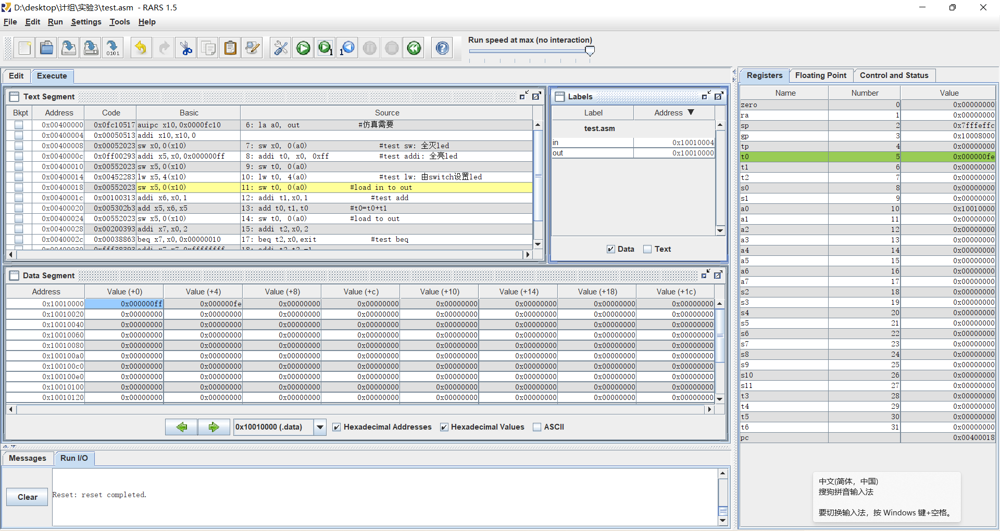 D:\desktop\计组\实验3\test.asm - RARS 1.5
File Edit Run Settings Tools Help
Run speed at max (no interaction)
Edit Execute
Text Segment
Bkpt Address Code Basic Source
0x00400000 0x0fc10517 auipc x10,0x0000fc10 6: la a0, out #仿真需要
0x00400004 0x00050513 addi x10,x10,0
0x00400008 0x00052023 sw x0,0(x10) 7: sw x0, 0(a0) #test sw: 全灭led
0x0040000c 0x0ff00293 addi x5,x0,0x000000ff 8: addi t0, x0, 0xff #test addi: 全亮led
0x00400010 0x00552023 sw x5,0(x10) 9: sw t0, 0(a0)
0x00400014 0x00452283 lw x5,4(x10) 10: lw t0, 4(a0) #test lw: 由switch设置led
0x00400018 0x00552023 sw x5,0(x10) 11: sw t0, 0(a0) #load in to out
0x0040001c 0x00100313 addi x6,x0,1 12: addi t1,x0,1 #test add
0x00400020 0x005302b3 add x5,x6,x5 13: add t0,t1,t0 #t0=t0+t1
0x00400024 0x00552023 sw x5,0(x10) 14: sw t0, 0(a0) #load to out
0x00400028 0x00200393 addi x7,x0,2 15: addi t2,x0,2
0x0040002c 0x00038863 beq x7,x0,0x00000010 17: beq t2,x0,exit #test beq
0x00400030 0xfff38393 addi x7,x7,0xffffffff 18: addi t2,t2,-1
Labels
Label Address ▼
test.asm
in 0x10010004
out 0x10010000
Data Text
Data Segment
Address Value (+0) Value (+4) Value (+8) Value (+c) Value (+10) Value (+14) Value (+18) Value (+1c)
0x10010000 0x000000ff 0x000000fe 0x00000000 0x00000000 0x00000000 0x00000000 0x00000000 0x00000000
0x10010020 0x00000000 0x00000000 0x00000000 0x00000000 0x00000000 0x00000000 0x00000000 0x00000000
0x10010040 0x00000000 0x00000000 0x00000000 0x00000000 0x00000000 0x00000000 0x00000000 0x00000000
0x10010060 0x00000000 0x00000000 0x00000000 0x00000000 0x00000000 0x00000000 0x00000000 0x00000000
0x10010080 0x00000000 0x00000000 0x00000000 0x00000000 0x00000000 0x00000000 0x00000000 0x00000000
0x100100a0 0x00000000 0x00000000 0x00000000 0x00000000 0x00000000 0x00000000 0x00000000 0x00000000
0x100100c0 0x00000000 0x00000000 0x00000000 0x00000000 0x00000000 0x00000000 0x00000000 0x00000000
0x100100e0 0x00000000 0x00000000 0x00000000 0x00000000 0x00000000 0x00000000 0x00000000 0x00000000
0x10010100 0x00000000 0x00000000 0x00000000 0x00000000 0x00000000 0x00000000 0x00000000 0x00000000
0x10010120 0x00000000 0x00000000 0x00000000 0x00000000 0x00000000 0x00000000 0x00000000 0x00000000
0x10010000 (.data) Hexadecimal Addresses Hexadecimal Values ASCII
Messages Run I/O
Clear
Reset: reset completed.
Registers Floating Point Control and Status
Name Number Value
zero 0 0x00000000
ra 1 0x00000000
sp 2 0x7fffeffc
gp 3 0x10008000
tp 4 0x00000000
t0 5 0x000000fe
t1 6 0x00000000
t2 7 0x00000000
s0 8 0x00000000
s1 9 0x00000000
a0 10 0x10010000
a1 11 0x00000000
a2 12 0x00000000
a3 13 0x00000000
a4 14 0x00000000
a5 15 0x00000000
a6 16 0x00000000
a7 17 0x00000000
s2 18 0x00000000
s3 19 0x00000000
s4 20 0x00000000
s5 21 0x00000000
s6 22 0x00000000
s7 23 0x00000000
s8 24 0x00000000
s9 25 0x00000000
s10 26 0x00000000
s11 27 0x00000000
t3 28 0x00000000
t4 29 0x00000000
t5 30 0x00000000
t6 31 0x00000000
pc 0x00400018
中文(简体，中国)
搜狗拼音输入法
要切换输入法，按 Windows 键+空格。